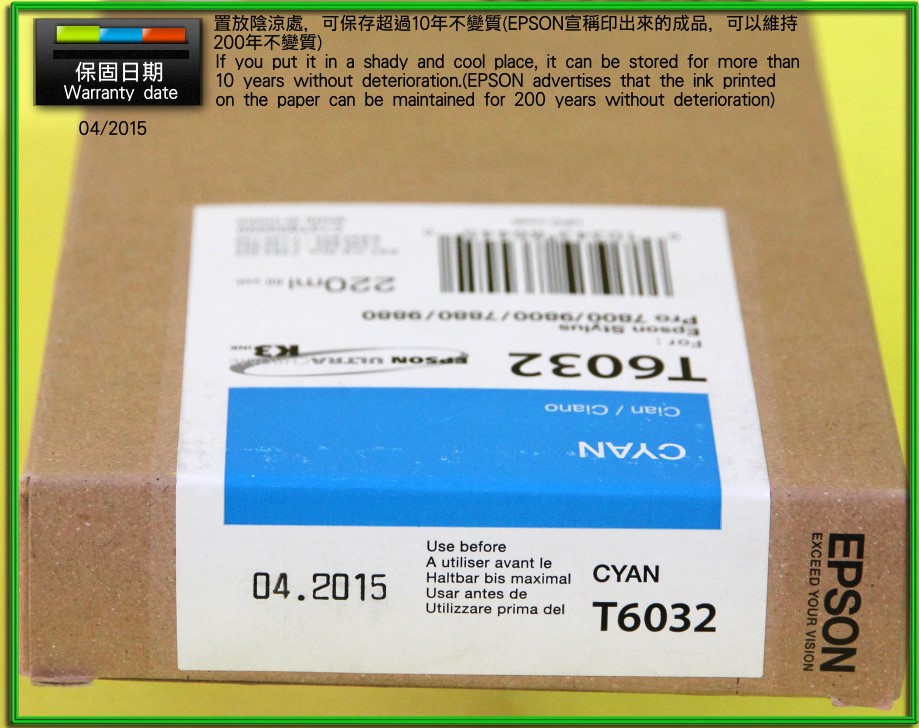 保固日期
Warranty date
04/2015
置放陰涼處，可保存超過10年不變質(EPSON宣稱印出來的成品，可以維持
200年不變質)
If you put it in a shady and cool place, it can be stored for more than
10 years without deterioration.(EPSON advertises that the ink printed
on the paper can be maintained for 200 years without deterioration)
220ml
For:
Epson Stylus
Pro 7800/9800/7880/9880
T6032
EPSON ULTRACHROME K3 INK
Cian / Ciano
CYAN
04.2015
Use before
A utiliser avant le
Haltbar bis maximal
Usar antes de
Utilizzare prima del
CYAN
T6032
EPSON
EXCEED YOUR VISION